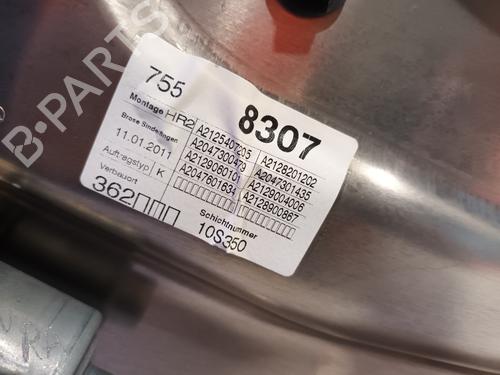 755
8307
Montage HR2
Brose Sindelfingen
11.01.2011
Auftragstyp K
Verbauort
362
A2125407205 A2128201202
A2047300479 A2047301435
A2129060101 A2129004006
A2047601634 A2128900867
Schichtnummer
10S350